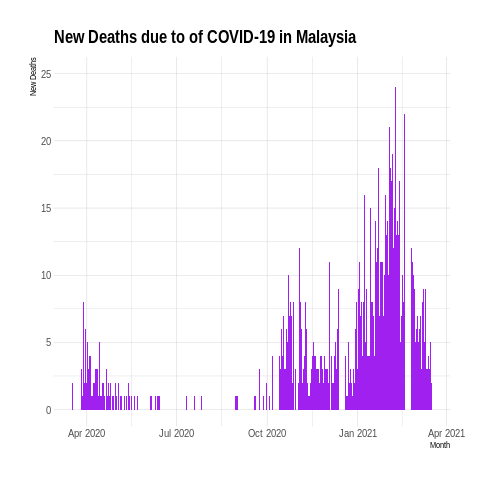 New Deaths due to of COVID-19 in Malaysia
New Deaths
25
20
15
10
5
0
Apr 2020
Jul 2020
Oct 2020
Jan 2021
Apr 2021
Month